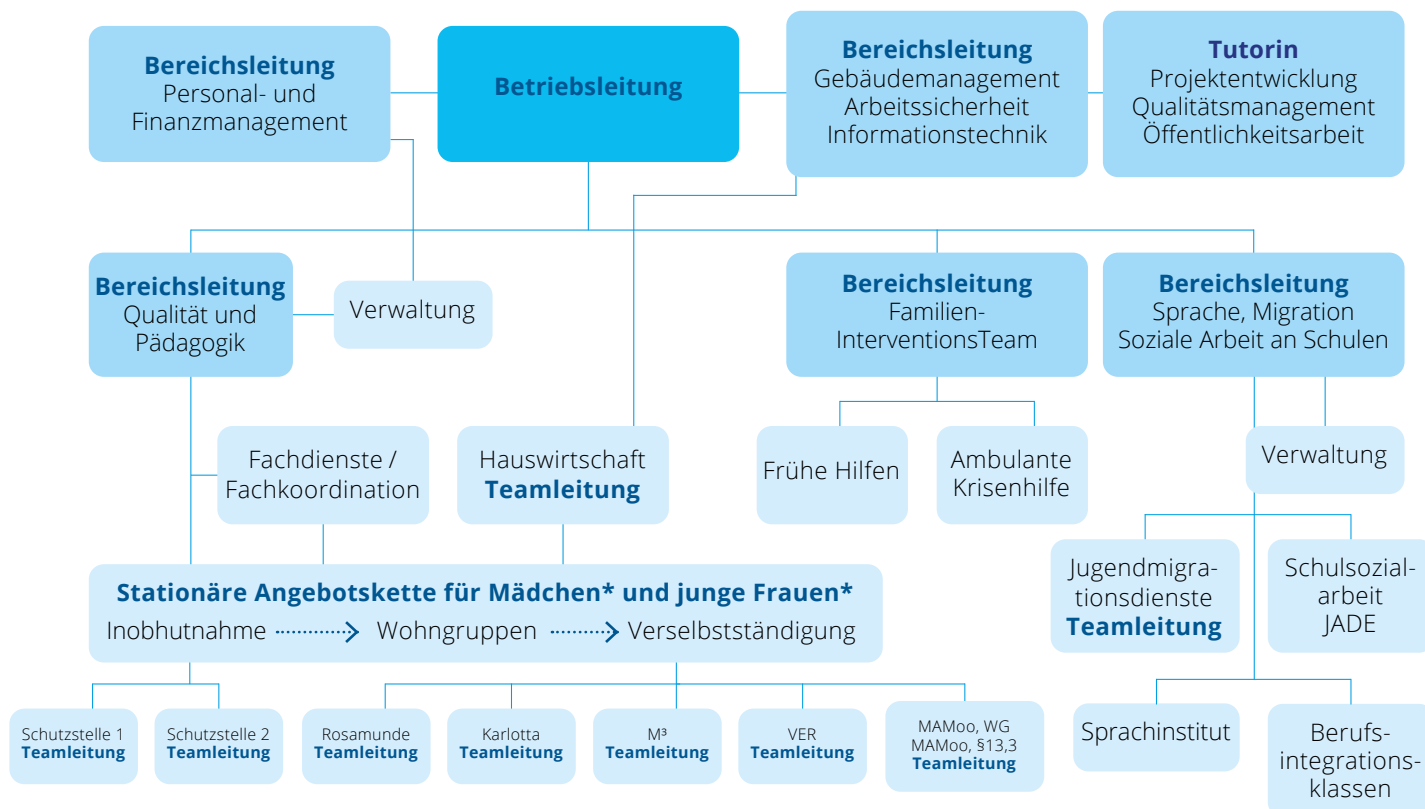 Bereichsleitung
Personal- und
Finanzmanagement
Betriebsleitung
Bereichsleitung
Gebäudemanagement
Arbeitssicherheit
Informationstechnik
Tutorin
Projektentwicklung
Qualitätsmanagement
Öffentlichkeitsarbeit
Bereichsleitung
Qualität und
Pädagogik
Verwaltung
Bereichsleitung
Familien-
InterventionsTeam
Bereichsleitung
Sprache, Migration
Soziale Arbeit an Schulen
Fachdienste /
Fachkoordination
Hauswirtschaft
Teamleitung
Frühe Hilfen
Ambulante
Krisenhilfe
Verwaltung
Stationäre Angebotskette für Mädchen* und junge Frauen*
Inobhutnahme Wohngruppen Verselbstständigung
Jugendmigra-
tionsdienste
Teamleitung
Schulsozial-
arbeit
JADE
Schutzstelle 1
Teamleitung
Schutzstelle 2
Teamleitung
Rosamunde
Teamleitung
Karlotta
Teamleitung
M³
Teamleitung
VER
Teamleitung
MAMoo, WG
MAMoo, §13,3
Teamleitung
Sprachinstitut
Berufs-
integrations-
klassen